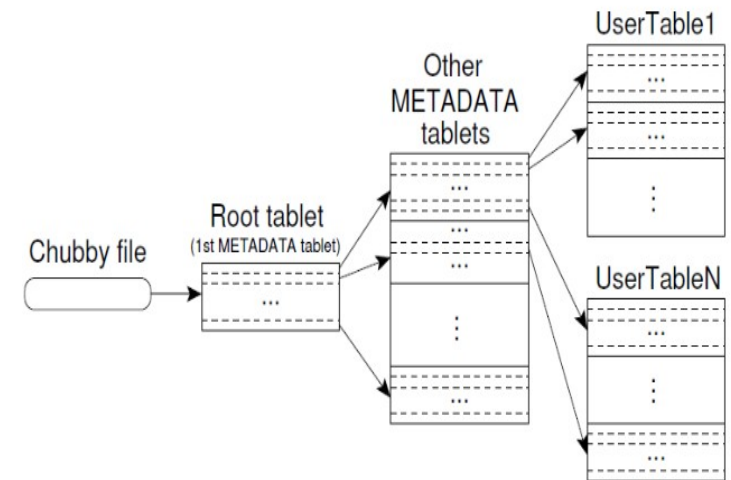 UserTable1
...
...
⋮
Other
METADATA
tablets
...
...
...
⋮
...
Root tablet
(1st METADATA tablet)
...
Chubby file
UserTableN
...
⋮
...